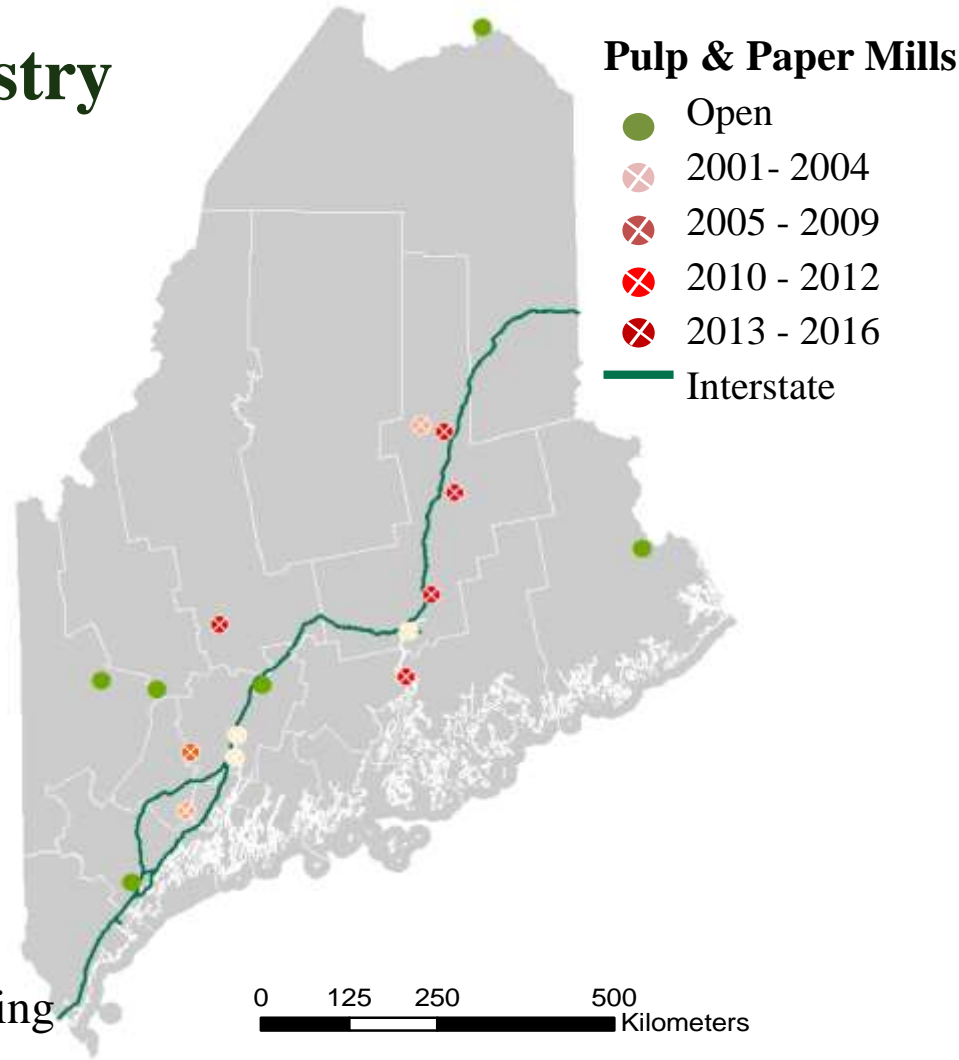 stry
Pulp & Paper Mills
Open
2001- 2004
2005 - 2009
2010 - 2012
2013 - 2016
Interstate
ing
0 125 250 500
Kilometers